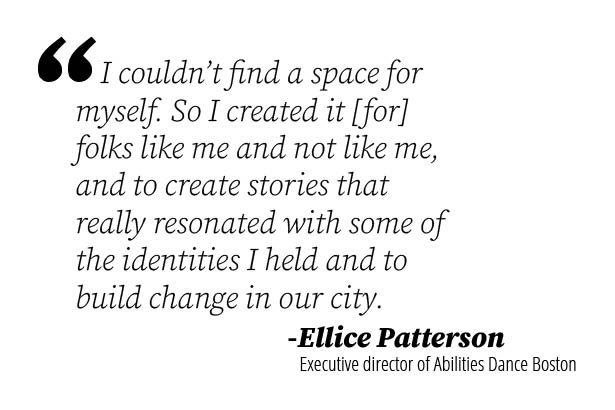 “I couldn’t find a space for
myself. So I created it [for]
folks like me and not like me,
and to create stories that
really resonated with some of
the identities I held and to
build change in our city.
-Ellice Patterson
Executive director of Abilities Dance Boston